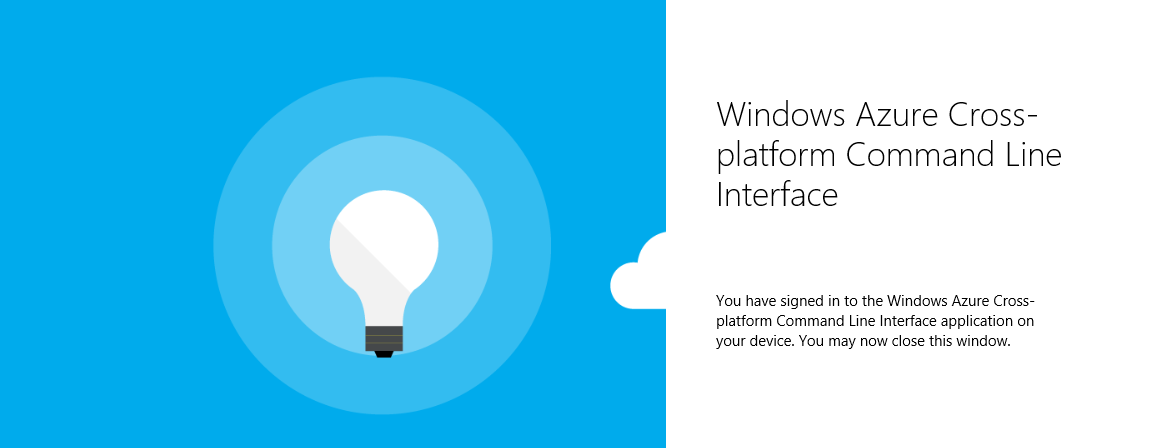 Windows Azure Cross-
platform Command Line
Interface
You have signed in to the Windows Azure Cross-
platform Command Line Interface application on
your device. You may now close this window.